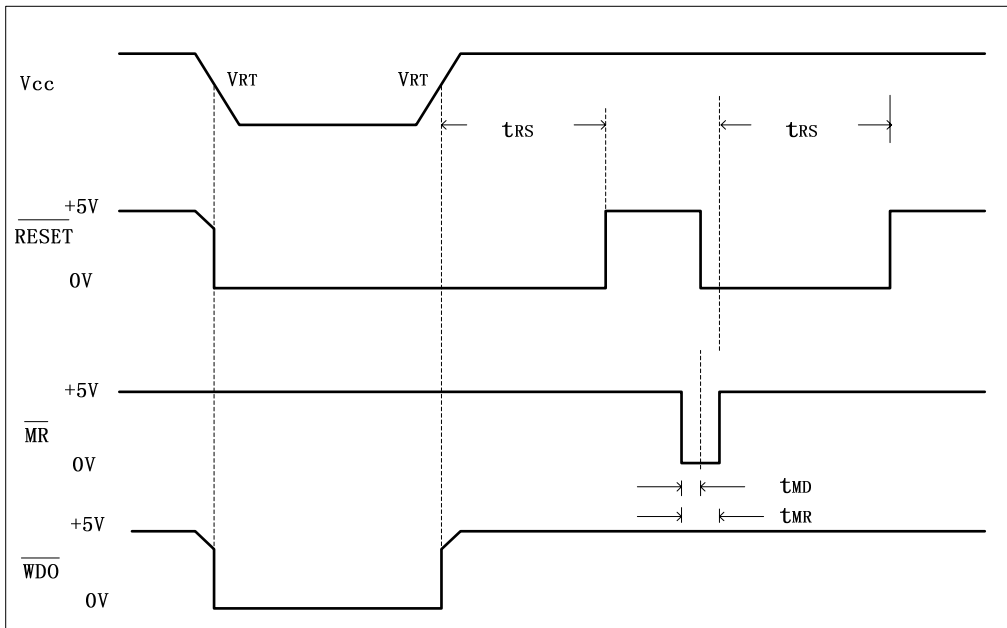 Vcc
VRT
VRT
tRS
tRS
+5V
RESET
0V
+5V
MR
0V
tMD
tMR
+5V
WDO
0V